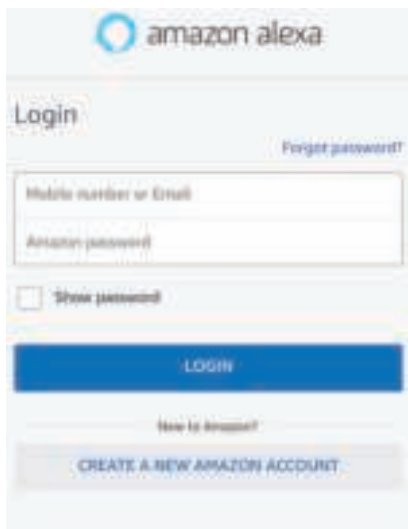 amazon alexa
Login
Forgot password?
Mobile number or Email
Amazon password
Show password
LOGIN
New to Amazon?
CREATE A NEW AMAZON ACCOUNT